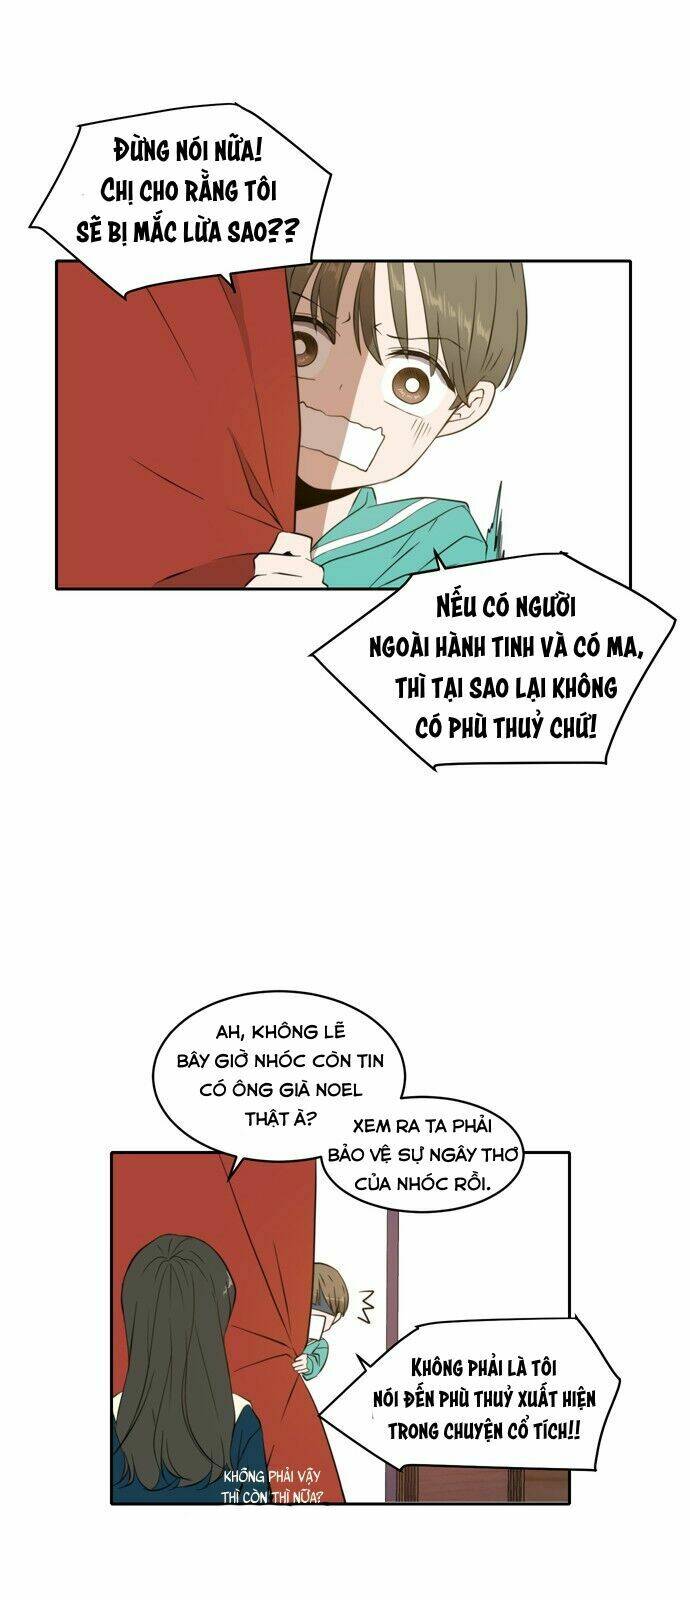 ĐỪNG NÓI NỮA!
CHỊ CHO RẰNG TÔI
SẼ BỊ MẮC LỪA SAO??
NẾU CÓ NGƯỜI
NGOÀI HÀNH TINH VÀ CÓ MA,
THÌ TẠI SAO LẠI KHÔNG
CÓ PHÙ THUỶ CHỨ!
AH, KHÔNG LẼ
BÂY GIỜ NHÓC CÒN TIN
CÓ ÔNG GIÀ NOEL
THẬT À?
XEM RA TA PHẢI
BẢO VỆ SỰ NGÂY THƠ
CỦA NHÓC RỒI.
KHÔNG PHẢI LÀ TÔI
NÓI ĐẾN PHÙ THUỶ XUẤT HIỆN
TRONG CHUYỆN CỔ TÍCH!!
KHÔNG PHẢI VẬY
THÌ CÒN THÌ NỮA?